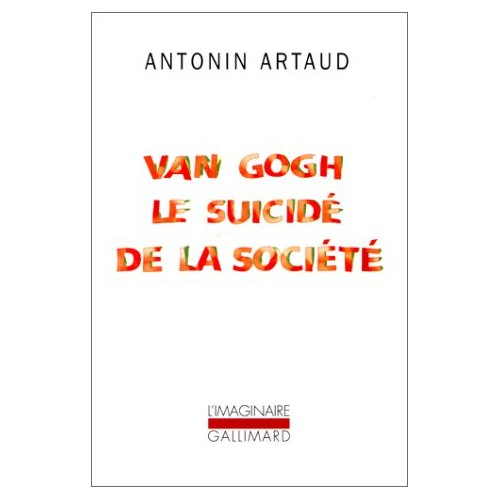 ANTONIN ARTAUD
VAN GOGH
LE SUICIDÉ
DE LA SOCIÉTÉ
L'IMAGINAIRE
GALLIMARD